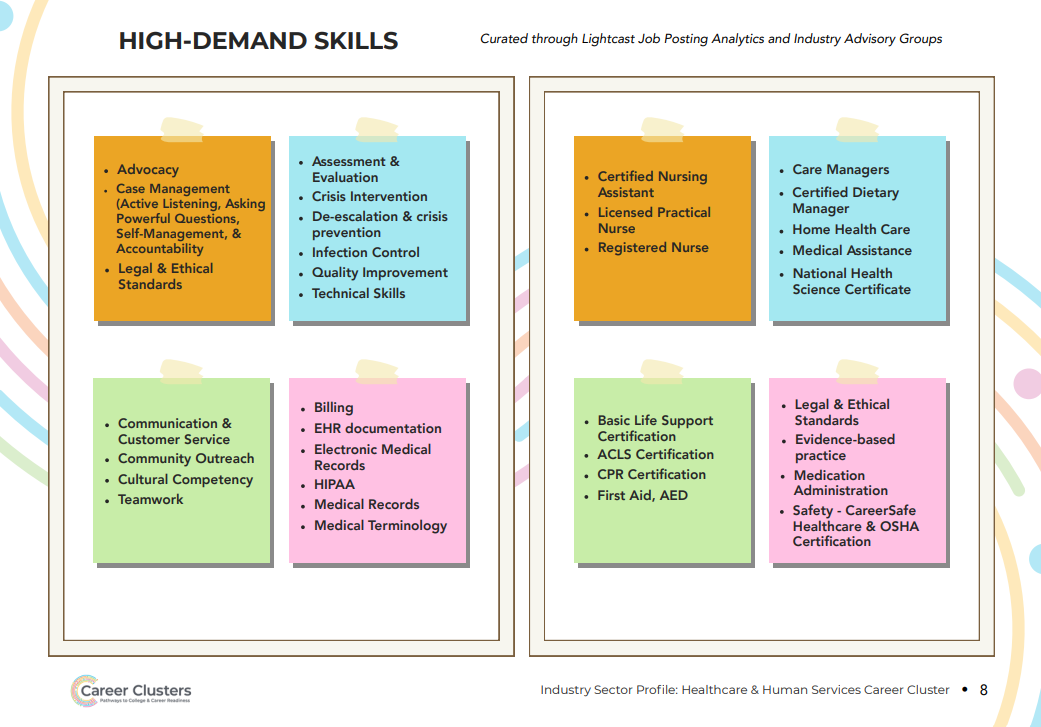 HIGH-DEMAND SKILLS
Curated through Lightcast Job Posting Analytics and Industry Advisory Groups
• Advocacy
• Case Management
(Active Listening, Asking
Powerful Questions,
Self-Management, &
Accountability
• Legal & Ethical
Standards
• Assessment &
Evaluation
• Crisis Intervention
• De-escalation & crisis
prevention
• Infection Control
• Quality Improvement
• Technical Skills
• Communication &
Customer Service
• Community Outreach
• Cultural Competency
• Teamwork
• Billing
• EHR documentation
• Electronic Medical
Records
• HIPAA
• Medical Records
• Medical Terminology
• Certified Nursing
Assistant
• Licensed Practical
Nurse
• Registered Nurse
• Care Managers
• Certified Dietary
Manager
• Home Health Care
• Medical Assistance
• National Health
Science Certificate
• Basic Life Support
Certification
• ACLS Certification
• CPR Certification
• First Aid, AED
• Legal & Ethical
Standards
• Evidence-based
practice
• Medication
Administration
• Safety - CareerSafe
Healthcare & OSHA
Certification
Career Clusters
Pathways to College & Career Readiness
Industry Sector Profile: Healthcare & Human Services Career Cluster • 8